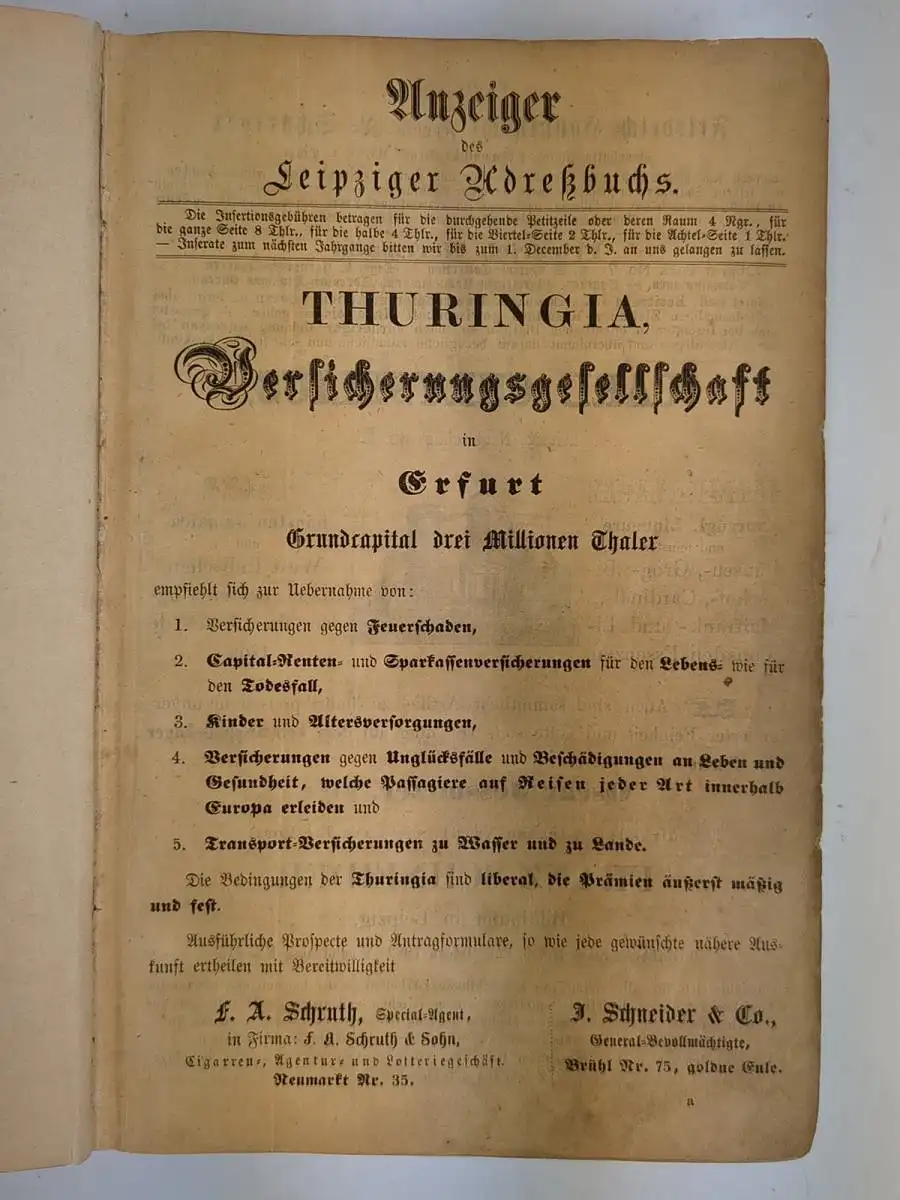 Anzeiger
des
Leipziger Adreßbuchs.
Die Insertionsgebühren betragen für die durchgehende Petitzeile oder deren Raum 4 Ngr., für
die ganze Seite 8 Thlr., für die halbe 4 Thlr., für die Viertel-Seite 2 Thlr., für die Achtel-Seite 1 Thlr.
— Inserate zum nächsten Jahrgange bitten wir bis zum 1. December d. J. an uns gelangen zu lassen.
THURINGIA,
Versicherungsgesellschaft
in
Erfurt
Grundcapital drei Millionen Thaler
empfiehlt sich zur Uebernahme von:
1. Versicherungen gegen Feuerschaden,
2. Capital-Renten- und Sparkassenversicherungen für den Lebens- wie für
den Todesfall,
3. Kinder und Altersversorgungen,
4. Versicherungen gegen Unglücksfälle und Beschädigungen an Leben und
Gesundheit, welche Passagiere auf Reisen jeder Art innerhalb
Europa erleiden und
5. Transport-Versicherungen zu Wasser und zu Lande.
Die Bedingungen der Thuringia sind liberal, die Prämien äußerst mäßig
und fest.
Ausführliche Prospecte und Antragformulare, so wie jede gewünschte nähere Aus-
kunft ertheilen mit Bereitwilligkeit
F. A. Schruth, Special-Agent,
in Firma: F. A. Schruth & Sohn,
Cigarren-, Agentur- und Lotteriegeschäft.
Neumarkt Nr. 35.
J. Schneider & Co.,
General-Bevollmächtigte,
Brühl Nr. 75, goldne Eule.
a